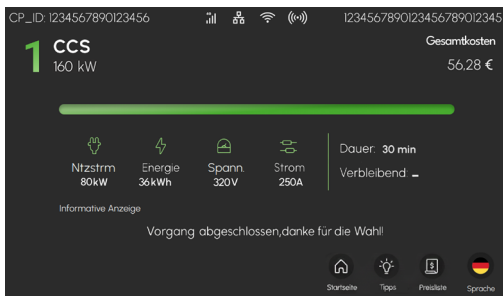 CP_ID: 1234567890123456 1234567890123456789012345
1 CCS
160 kW
Gesamtkosten
56,28 €
Ntzstrm Energie Spann. Strom
80kW 36kWh 320V 250A
Dauer: 30 min
Verbleibend: –
Informative Anzeige
Vorgang abgeschlossen,danke für die Wahl!
Startseite Tipps Preisliste Sprache